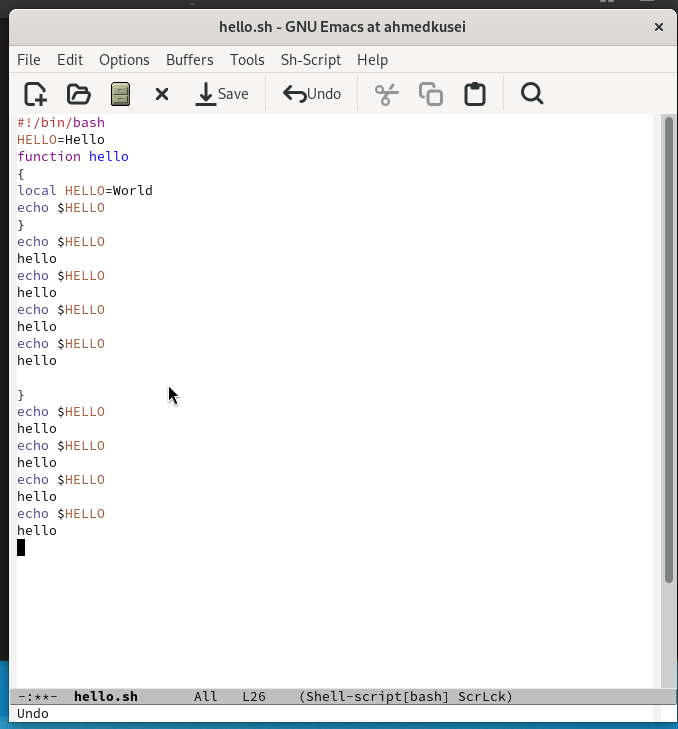 hello.sh - GNU Emacs at ahmedkusei
File Edit Options Buffers Tools Sh-Script Help
Save Undo
#!/bin/bash
HELLO=Hello
function hello
{
local HELLO=World
echo $HELLO
}
echo $HELLO
hello
echo $HELLO
hello
echo $HELLO
hello
echo $HELLO
hello
}
echo $HELLO
hello
echo $HELLO
hello
echo $HELLO
hello
echo $HELLO
hello
-:**- hello.sh All L26 (Shell-script[bash] ScrLck)
Undo